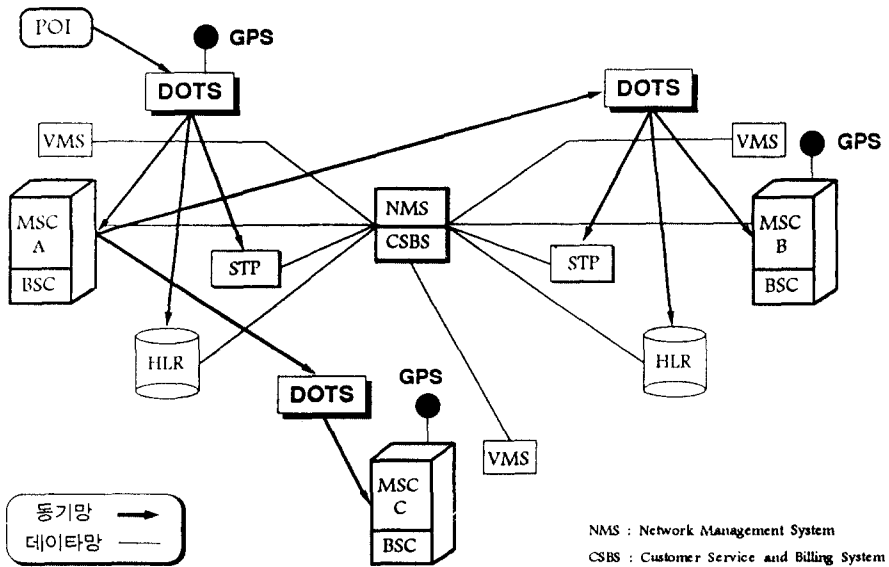 POI
GPS
DOTS
DOTS
VMS
VMS
GPS
MSC
A
BSC
NMS
CSBS
MSC
B
BSC
STP
STP
HLR
HLR
DOTS
GPS
VMS
MSC
C
BSC
동기망
데이타망
NMS : Network Management System
CSBS : Customer Service and Billing System